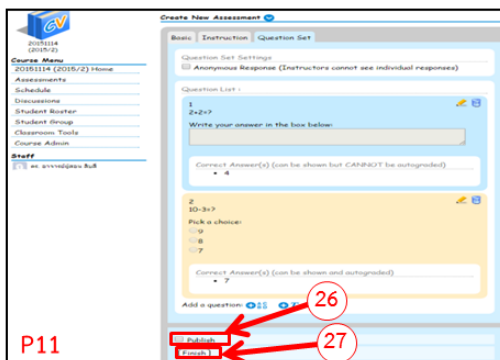 Create New Assessment
CV
20151114
(2015/2)
Course Menu
20151114 (2015/2) Home
Assessments
Schedule
Discussions
Student Roster
Student Group
Classroom Tools
Course Admin
Staff
Basic Instruction Question Set
Question Set Settings
Anonymous Response (Instructors cannot see individual responses)
Question List :
1
2+2=?
Write your answer in the box below:
Correct Answer(s) (can be shown but CANNOT be autograded)
• 4
2
10-3=?
Pick a choice:
9
8
7
Correct Answer(s) (can be shown and autograded)
• 7
Add a question:
26
Publish
27
Finish
P11